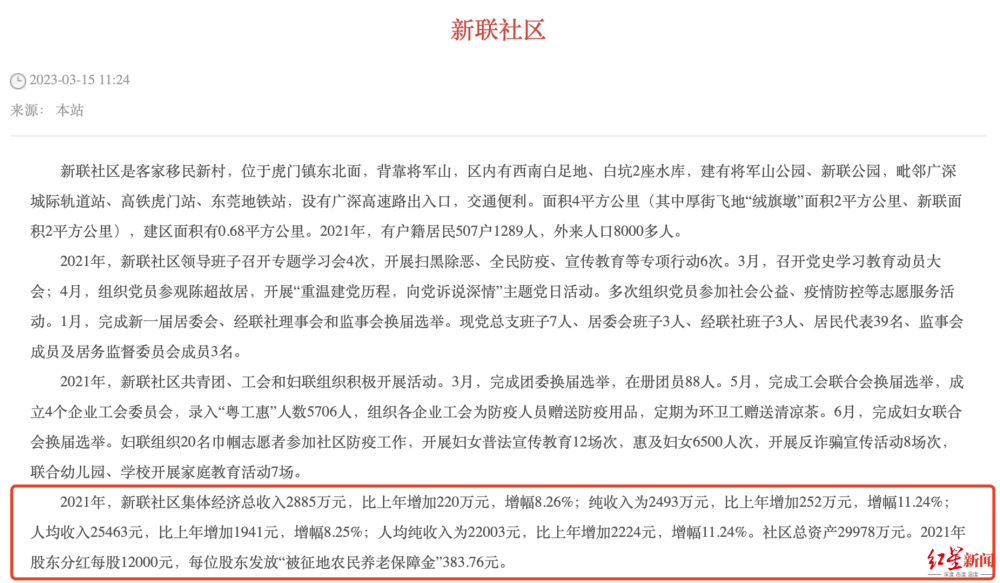 新联社区
2023-03-15 11:24
来源： 本站
新联社区是客家移民新村，位于虎门镇东北面，背靠将军山，区内有西南白足地、白坑2座水库，建有将军山公园、新联公园，毗邻广深
城际轨道站、高铁虎门站、东莞地铁站，设有广深高速路出入口，交通便利。面积4平方公里（其中厚街飞地“绒旗墩”面积2平方公里、新联面
积2平方公里），建区面积有0.68平方公里。2021年，有户籍居民507户1289人，外来人口8000多人。
2021年，新联社区领导班子召开专题学习会4次，开展扫黑除恶、全民防疫、宣传教育等专项行动6次。3月，召开党史学习教育动员大
会；4月，组织党员参观陈超故居，开展“重温建党历程，向党诉说深情”主题党日活动。多次组织党员参加社会公益、疫情防控等志愿服务活
动。1月，完成新一届居委会、经联社理事会和监事会换届选举。现党总支班子7人、居委会班子3人、经联社班子3人、居民代表39名、监事会
成员及居务监督委员会成员3名。
2021年，新联社区共青团、工会和妇联组织积极开展活动。3月，完成团委换届选举，在册团员88人。5月，完成工会联合会换届选举，成
立4个企业工会委员会，录入“粤工惠”人数5706人，组织各企业工会为防疫人员赠送防疫用品，定期为环卫工赠送清凉茶。6月，完成妇女联合
会换届选举。妇联组织20名巾帼志愿者参加社区防疫工作，开展妇女普法宣传教育12场次，惠及妇女6500人次，开展反诈骗宣传活动8场次，
联合幼儿园、学校开展家庭教育活动7场。
2021年，新联社区集体经济总收入2885万元，比上年增加220万元，增幅8.26%；纯收入为2493万元，比上年增加252万元，增幅11.24%；
人均收入25463元，比上年增加1941元，增幅8.25%；人均纯收入为22003元，比上年增加2224元，增幅11.24%。社区总资产29978万元。2021年
股东分红每股12000元，每位股东发放“被征地农民养老保障金”383.76元。
红星新闻
深度 态度 温度